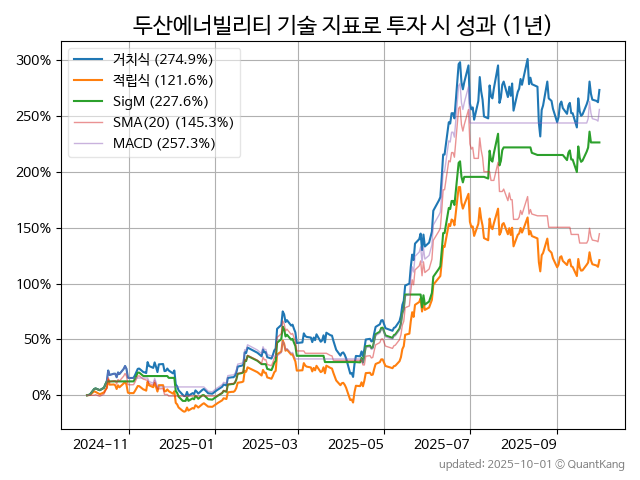 두산에너빌리티 기술 지표로 투자 시 성과 (1년)
300%
250%
200%
150%
100%
50%
0%
거치식 (274.9%)
적립식 (121.6%)
SigM (227.6%)
SMA(20) (145.3%)
MACD (257.3%)
2024-11
2025-01
2025-03
2025-05
2025-07
2025-09
updated: 2025-10-01 © QuantKang